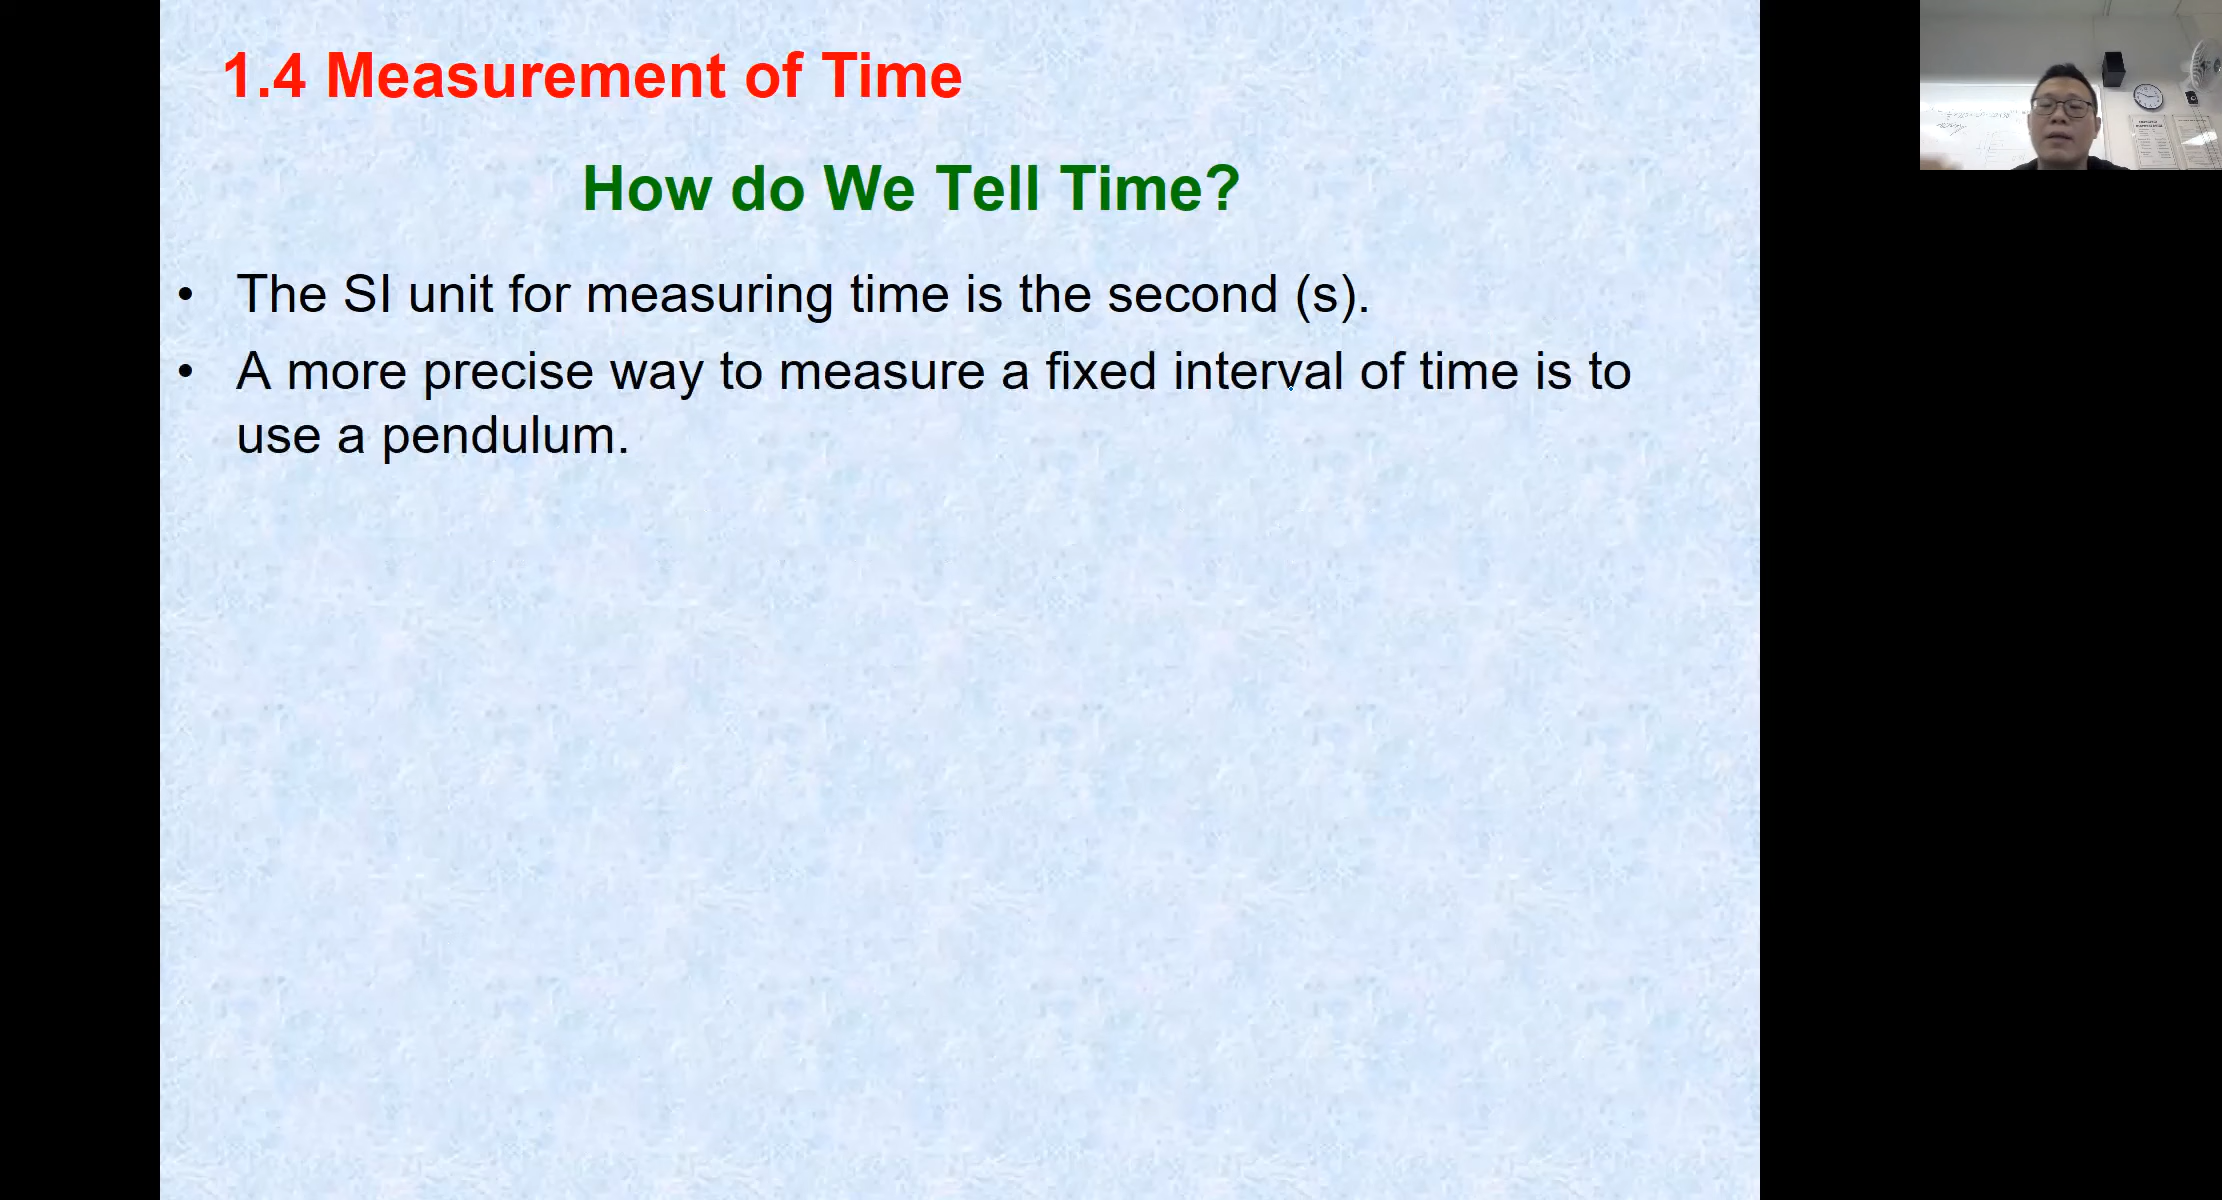 1.4 Measurement of Time
How do We Tell Time?
• The SI unit for measuring time is the second (s).
• A more precise way to measure a fixed interval of time is to
use a pendulum.